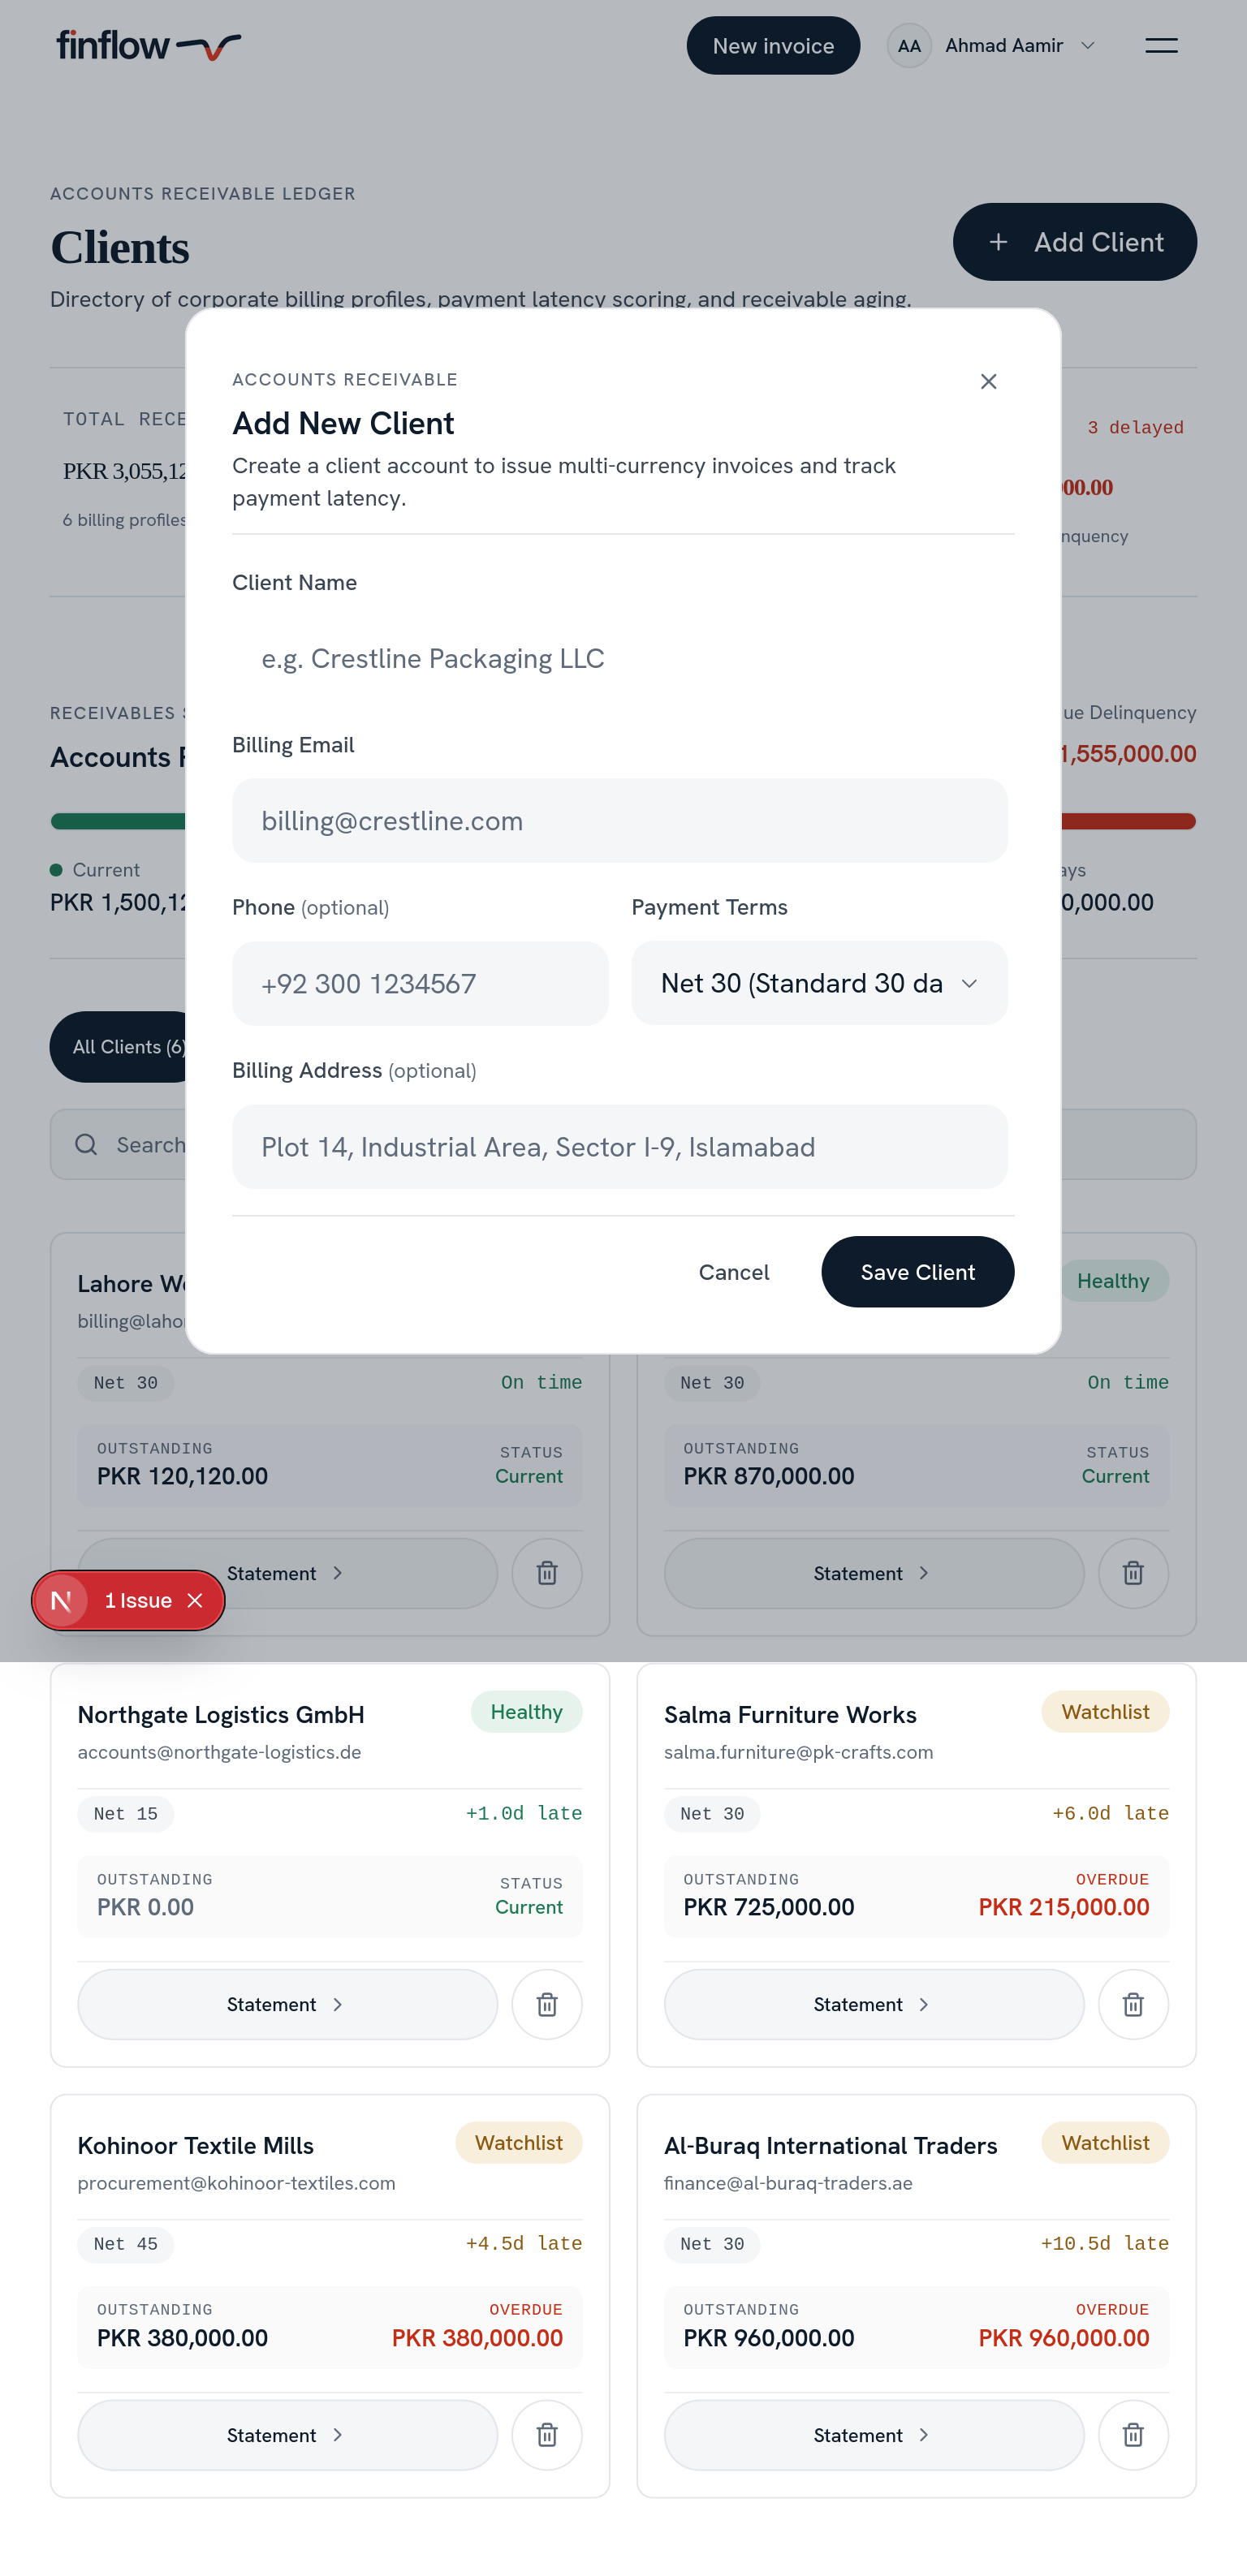 finflow
New invoice
AA
Ahmad Aamir
ACCOUNTS RECEIVABLE LEDGER
Clients
+ Add Client
Directory of corporate billing profiles, payment latency scoring, and receivable aging.
ACCOUNTS RECEIVABLE
Add New Client
Create a client account to issue multi-currency invoices and track
payment latency.
TOTAL RECE
3 delayed
PKR 3,055,12
00.00
6 billing profiles
nquency
Client Name
e.g. Crestline Packaging LLC
RECEIVABLES
ue Delinquency
Accounts
1,555,000.00
Billing Email
billing@crestline.com
Current
ays
PKR 1,500,12
0,000.00
Phone (optional)
Payment Terms
+92 300 1234567
Net 30 (Standard 30 da
All Clients (6)
Billing Address (optional)
Search
Plot 14, Industrial Area, Sector I-9, Islamabad
Cancel
Save Client
Lahore We
Healthy
billing@lahor
Net 30
On time
Net 30
On time
OUTSTANDING
STATUS
PKR 120,120.00
Current
OUTSTANDING
STATUS
PKR 870,000.00
Current
Statement
Statement
N 1 Issue
Northgate Logistics GmbH
Healthy
accounts@northgate-logistics.de
Net 15
+1.0d late
OUTSTANDING
STATUS
PKR 0.00
Current
Statement
Salma Furniture Works
Watchlist
salma.furniture@pk-crafts.com
Net 30
+6.0d late
OUTSTANDING
OVERDUE
PKR 725,000.00
PKR 215,000.00
Statement
Kohinoor Textile Mills
Watchlist
procurement@kohinoor-textiles.com
Net 45
+4.5d late
OUTSTANDING
OVERDUE
PKR 380,000.00
PKR 380,000.00
Statement
Al-Buraq International Traders
Watchlist
finance@al-buraq-traders.ae
Net 30
+10.5d late
OUTSTANDING
OVERDUE
PKR 960,000.00
PKR 960,000.00
Statement